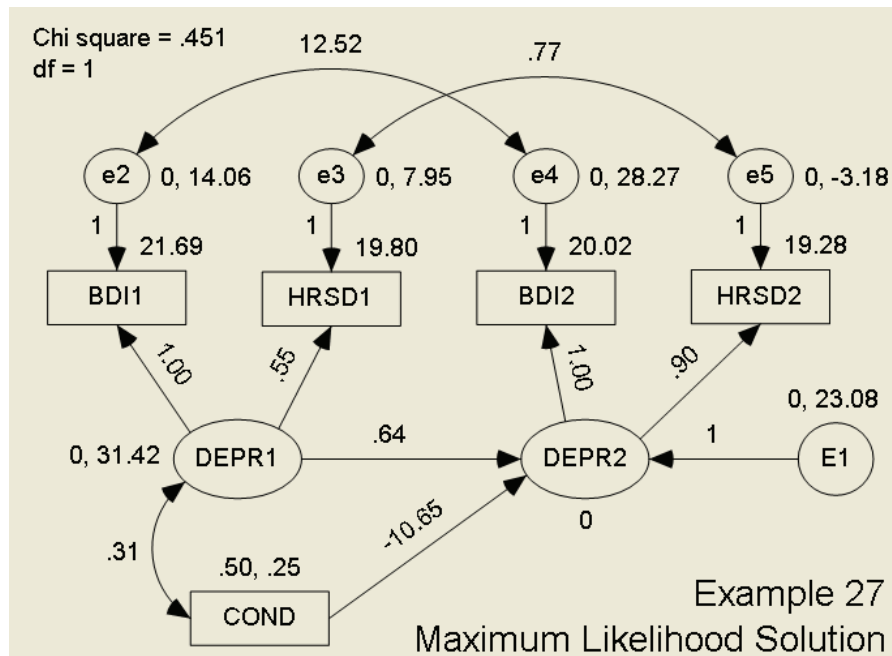 Chi square = .451
df = 1
12.52
.77
e2
0, 14.06
e3
0, 7.95
e4
0, 28.27
e5
0, -3.18
1
1
1
1
21.69
19.80
20.02
19.28
BDI1
HRSD1
BDI2
HRSD2
1.00
.55
1.00
.90
0, 23.08
0, 31.42
DEPR1
.64
DEPR2
1
E1
0
.31
-10.65
.50, .25
COND
Example 27
Maximum Likelihood Solution